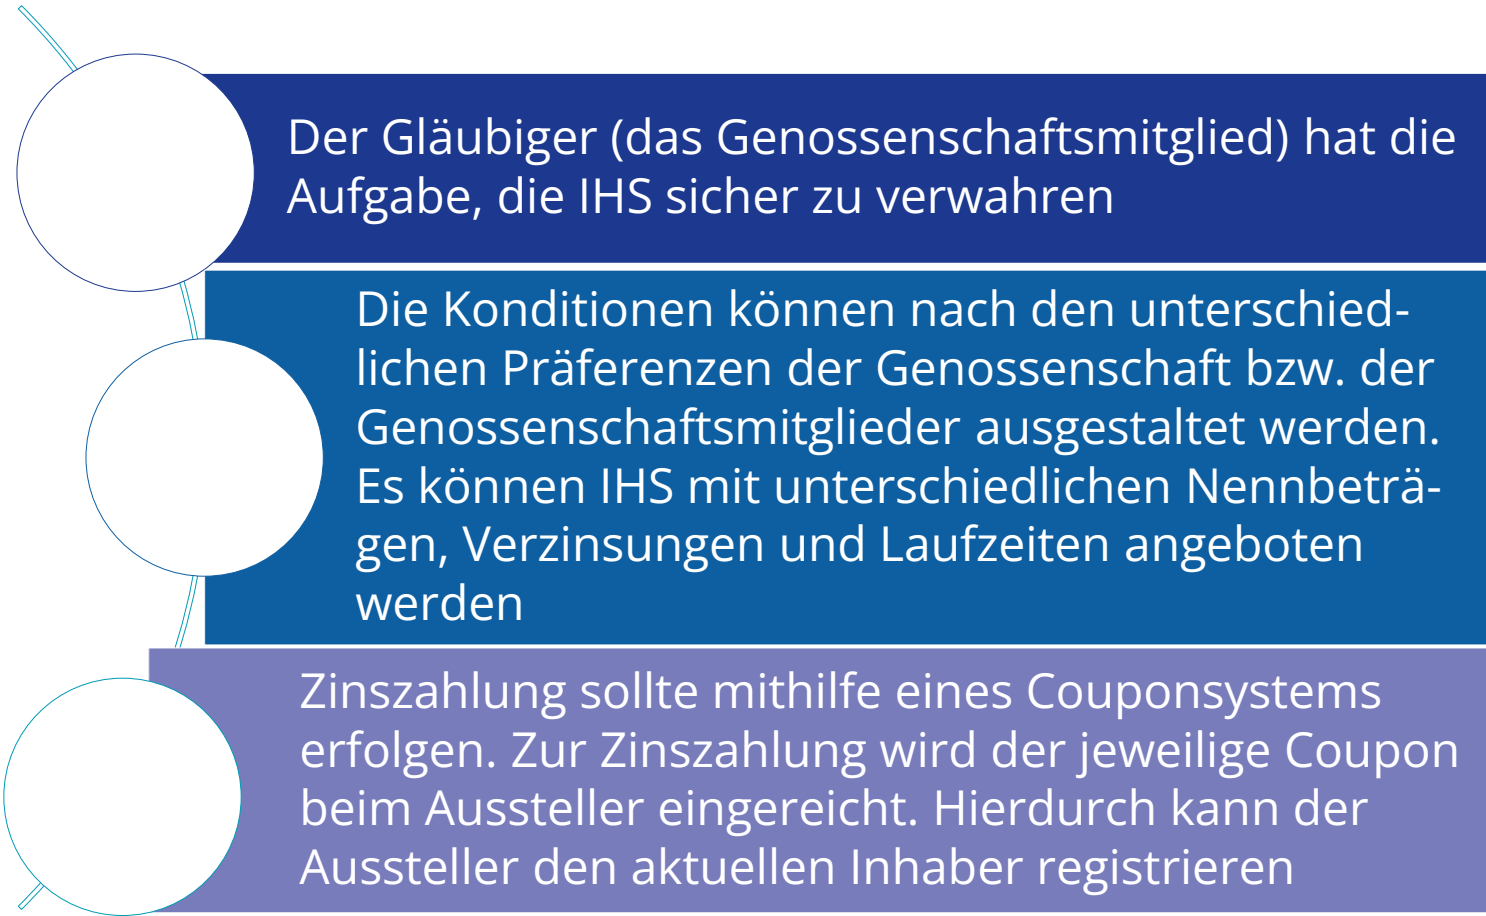 Der Gläubiger (das Genossenschaftsmitglied) hat die
Aufgabe, die IHS sicher zu verwahren
Die Konditionen können nach den unterschied-
lichen Präferenzen der Genossenschaft bzw. der
Genossenschaftsmitglieder ausgestaltet werden.
Es können IHS mit unterschiedlichen Nennbeträ-
gen, Verzinsungen und Laufzeiten angeboten
werden
Zinszahlung sollte mithilfe eines Couponsystems
erfolgen. Zur Zinszahlung wird der jeweilige Coupon
beim Aussteller eingereicht. Hierdurch kann der
Aussteller den aktuellen Inhaber registrieren